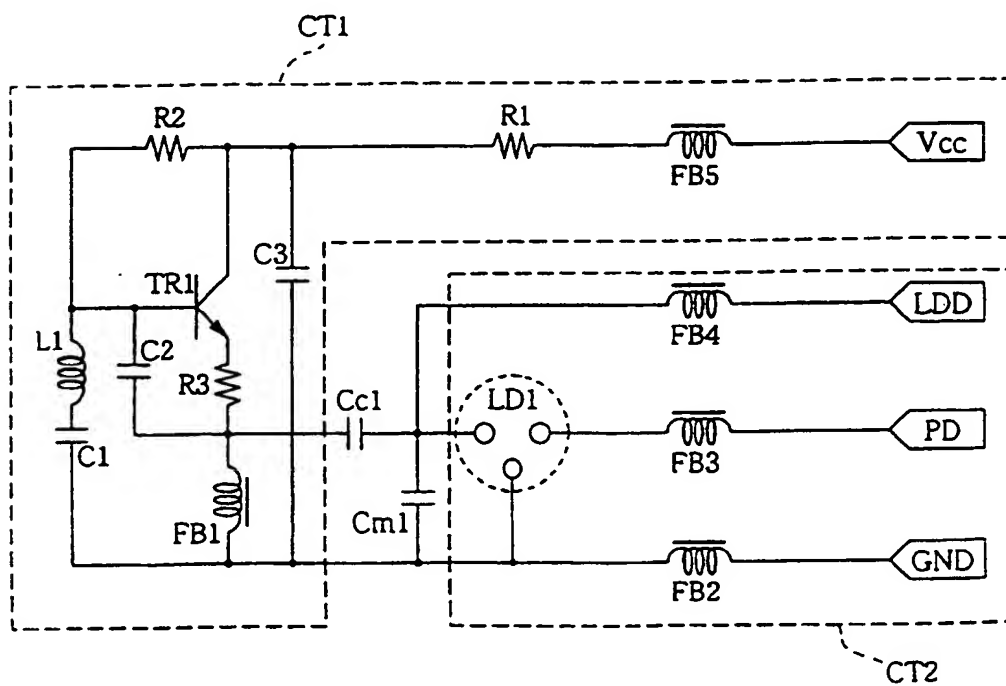 CT1
R2
R1
FB5
Vcc
C3
TR1
L1
C2
R3
FB4
LDD
Cc1
LD1
C1
FB3
PD
Cm1
FB1
FB2
GND
CT2